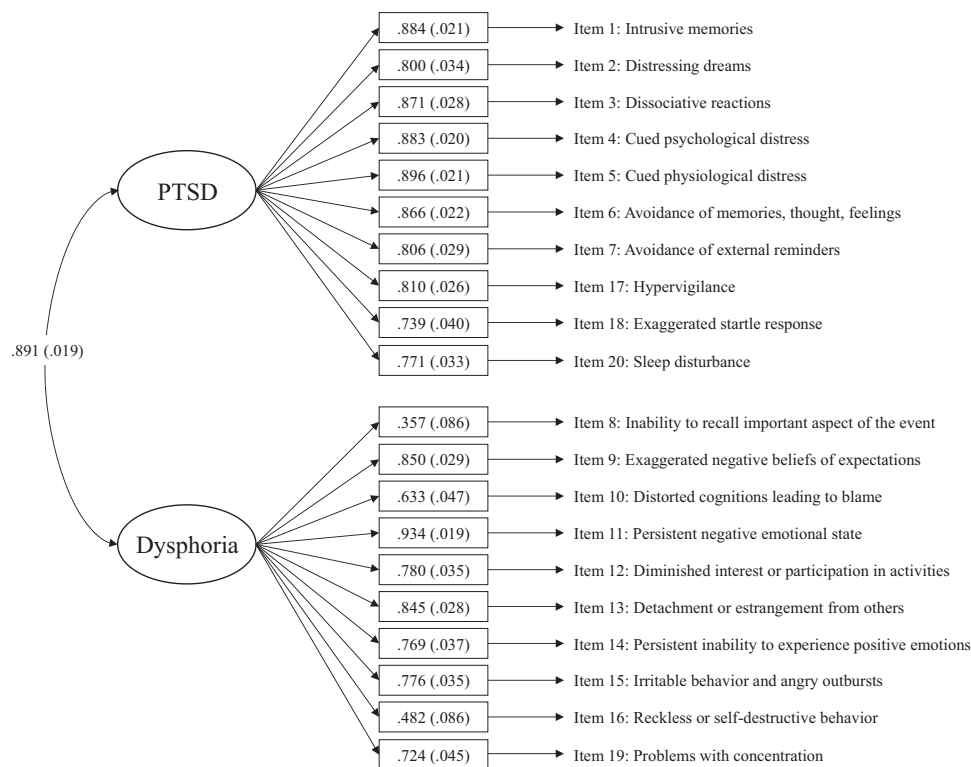 .884 (.021) Item 1: Intrusive memories
.800 (.034) Item 2: Distressing dreams
.871 (.028) Item 3: Dissociative reactions
.883 (.020) Item 4: Cued psychological distress
PTSD
.896 (.021) Item 5: Cued physiological distress
.866 (.022) Item 6: Avoidance of memories, thought, feelings
.806 (.029) Item 7: Avoidance of external reminders
.810 (.026) Item 17: Hypervigilance
.739 (.040) Item 18: Exaggerated startle response
.891 (.019)
.771 (.033) Item 20: Sleep disturbance
.357 (.086) Item 8: Inability to recall important aspect of the event
.850 (.029) Item 9: Exaggerated negative beliefs of expectations
.633 (.047) Item 10: Distorted cognitions leading to blame
.934 (.019) Item 11: Persistent negative emotional state
Dysphoria
.780 (.035) Item 12: Diminished interest or participation in activities
.845 (.028) Item 13: Detachment or estrangement from others
.769 (.037) Item 14: Persistent inability to experience positive emotions
.776 (.035) Item 15: Irritable behavior and angry outbursts
.482 (.086) Item 16: Reckless or self-destructive behavior
.724 (.045) Item 19: Problems with concentration